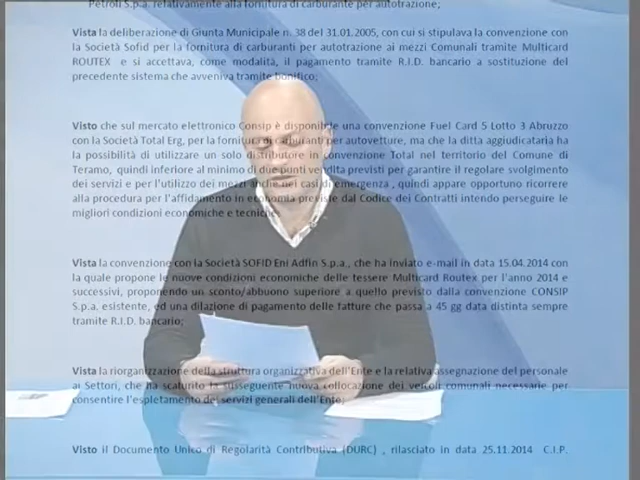 Petroli S.p.a. relativamente alla fornitura di carburante per autotrazione;
Vista la deliberazione di Giunta Municipale n. 38 del 31.01.2005, con cui si stipulava la convenzione con
la Società Sofid per la fornitura di carburanti per autotrazione ai mezzi Comunali tramite Multicard
ROUTEX e si accettava, come modalità, il pagamento tramite R.I.D. bancario a sostituzione del
precedente sistema che avveniva tramite bonifico;
Visto che sul mercato elettronico Consip è disponibile una convenzione Fuel Card 5 Lotto 3 Abruzzo
con la Società Total Erg, per la fornitura di carburanti per autovetture, ma che la ditta aggiudicataria ha
la possibilità di utilizzare un solo distributore in convenzione Total nel territorio del Comune di
Teramo, quindi inferiore al minimo di due punti vendita previsti per garantire il regolare svolgimento
dei servizi e per l'utilizzo dei mezzi anche nei casi di emergenza , quindi appare opportuno ricorrere
alla procedura per l'affidamento in economia previste dal Codice dei Contratti intendo perseguire le
migliori condizioni economiche e tecniche;
Vista la convenzione con la Società SOFID Eni Adfin S.p.a., che ha inviato e-mail in data 15.04.2014 con
la quale propone le nuove condizioni economiche delle tessere Multicard Routex per l'anno 2014 e
successivi, proponendo un sconto/abbuono superiore a quello previsto dalla convenzione CONSIP
S.p.a. esistente, ed una dilazione di pagamento delle fatture che passa a 45 gg data distinta sempre
tramite R.I.D. bancario;
Vista la riorganizzazione della struttura organizzativa dell'Ente e la relativa assegnazione del personale
ai Settori, che ha scaturito la susseguente nuova collocazione dei veicoli comunali necessarie per
consentire l'espletamento dei servizi generali dell'Ente;
Visto il Documento Unico di Regolarità Contributiva (DURC) , rilasciato in data 25.11.2014 C.I.P.